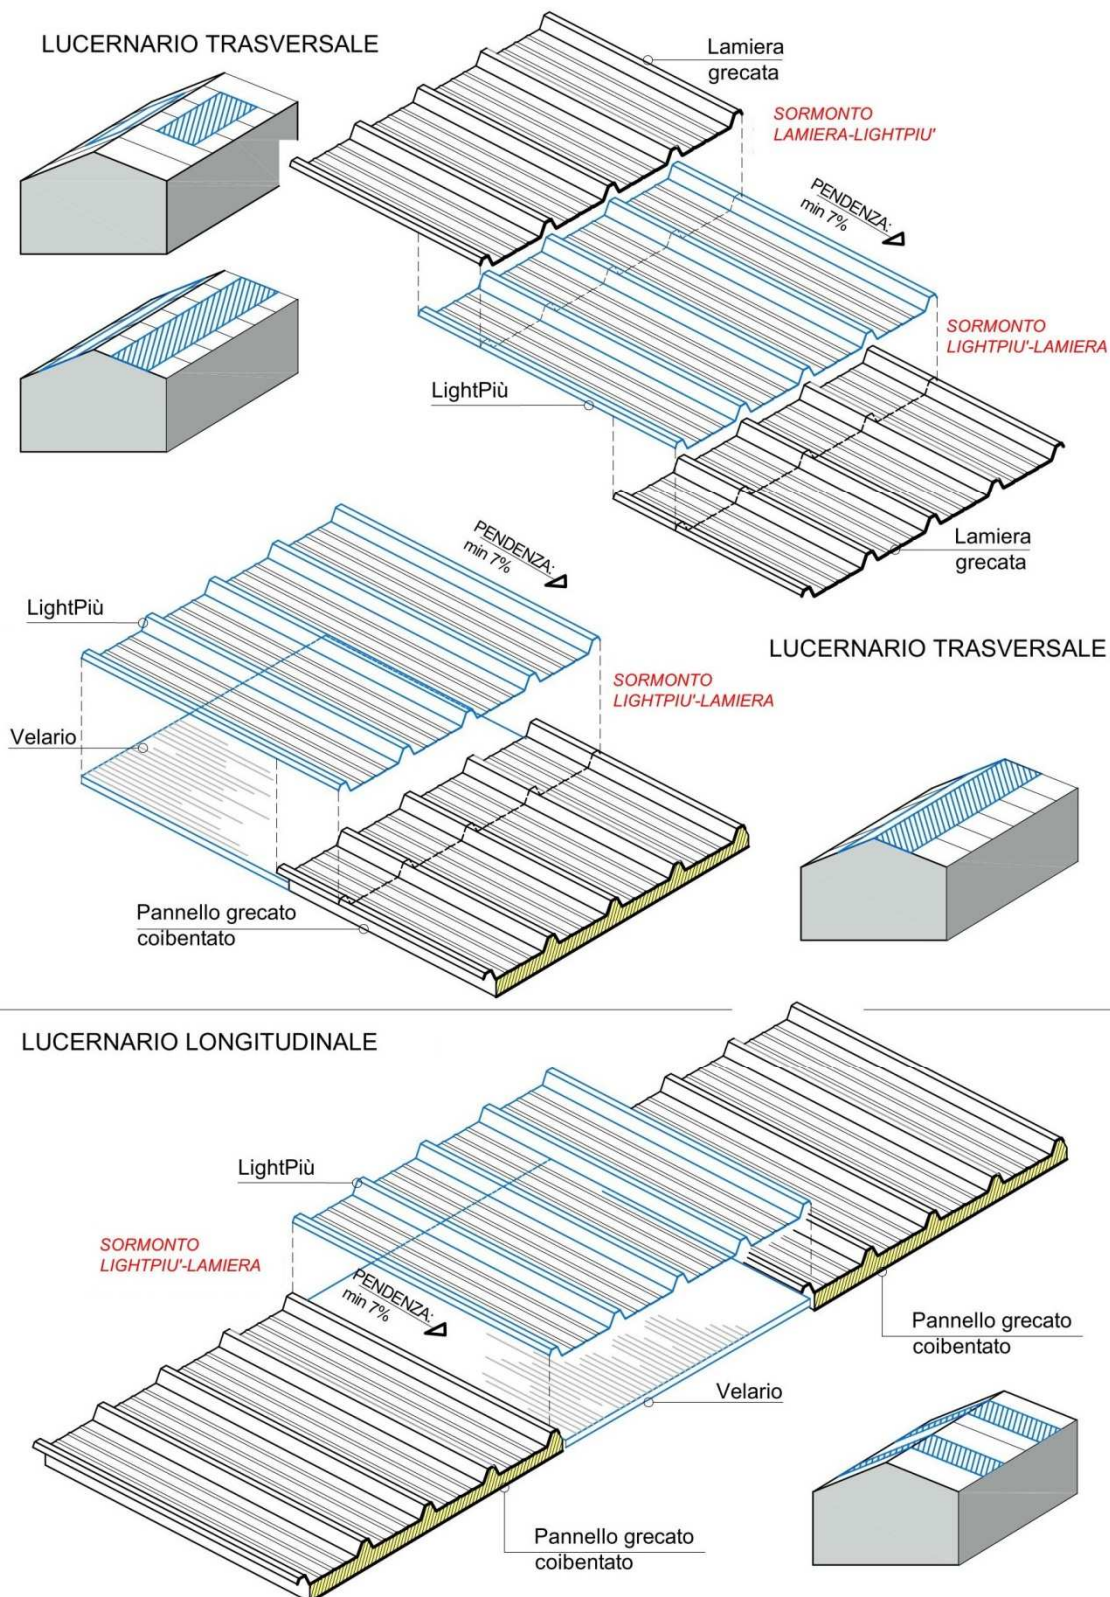 LUCERNARIO TRASVERSALE
Lamiera
grecata
SORMONTO
LAMIERA-LIGHTPIU'
PENDENZA:
min 7%
SORMONTO
LIGHTPIU'-LAMIERA
LightPiù
Lamiera
grecata
PENDENZA:
min 7%
LightPiù
LUCERNARIO TRASVERSALE
SORMONTO
LIGHTPIU'-LAMIERA
Velario
Pannello grecato
coibentato
LUCERNARIO LONGITUDINALE
LightPiù
SORMONTO
LIGHTPIU'-LAMIERA
PENDENZA:
min 7%
Pannello grecato
coibentato
Velario
Pannello grecato
coibentato